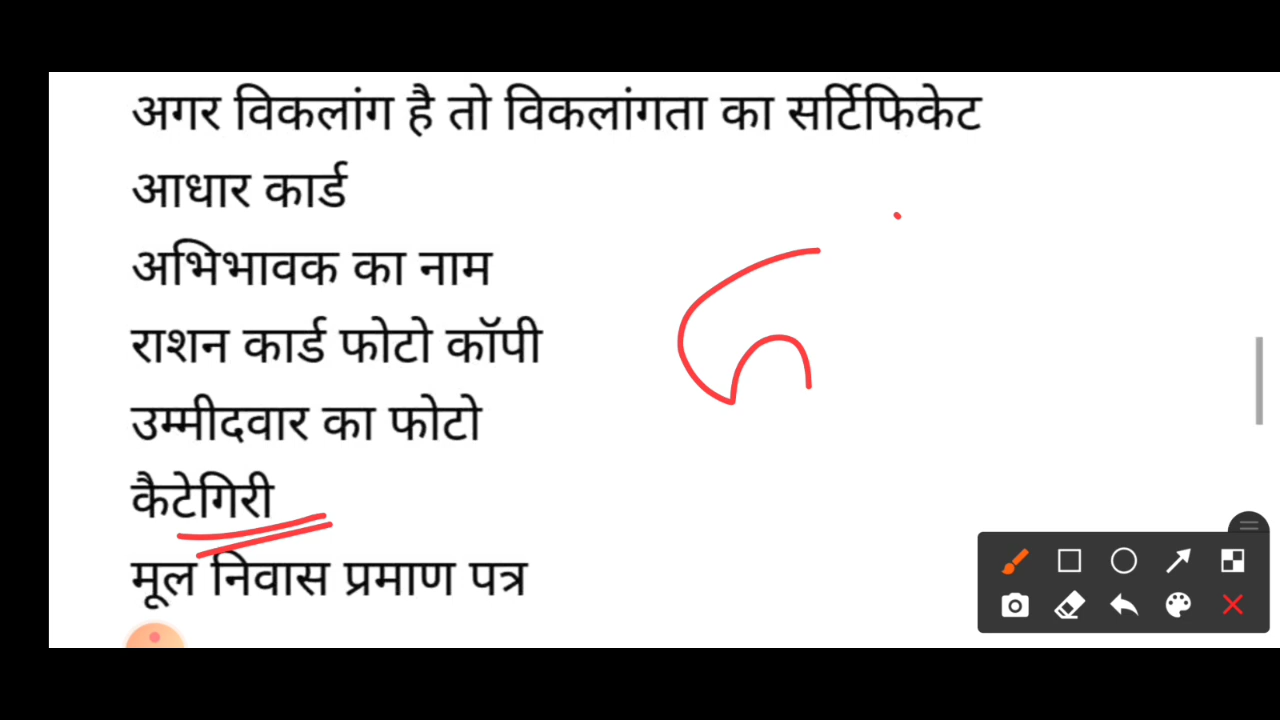 अगर विकलांग है तो विकलांगता का सर्टिफिकेट
आधार कार्ड
अभिभावक का नाम
राशन कार्ड फोटो कॉपी
उम्मीदवार का फोटो
कैटेगिरी
मूल निवास प्रमाण पत्र